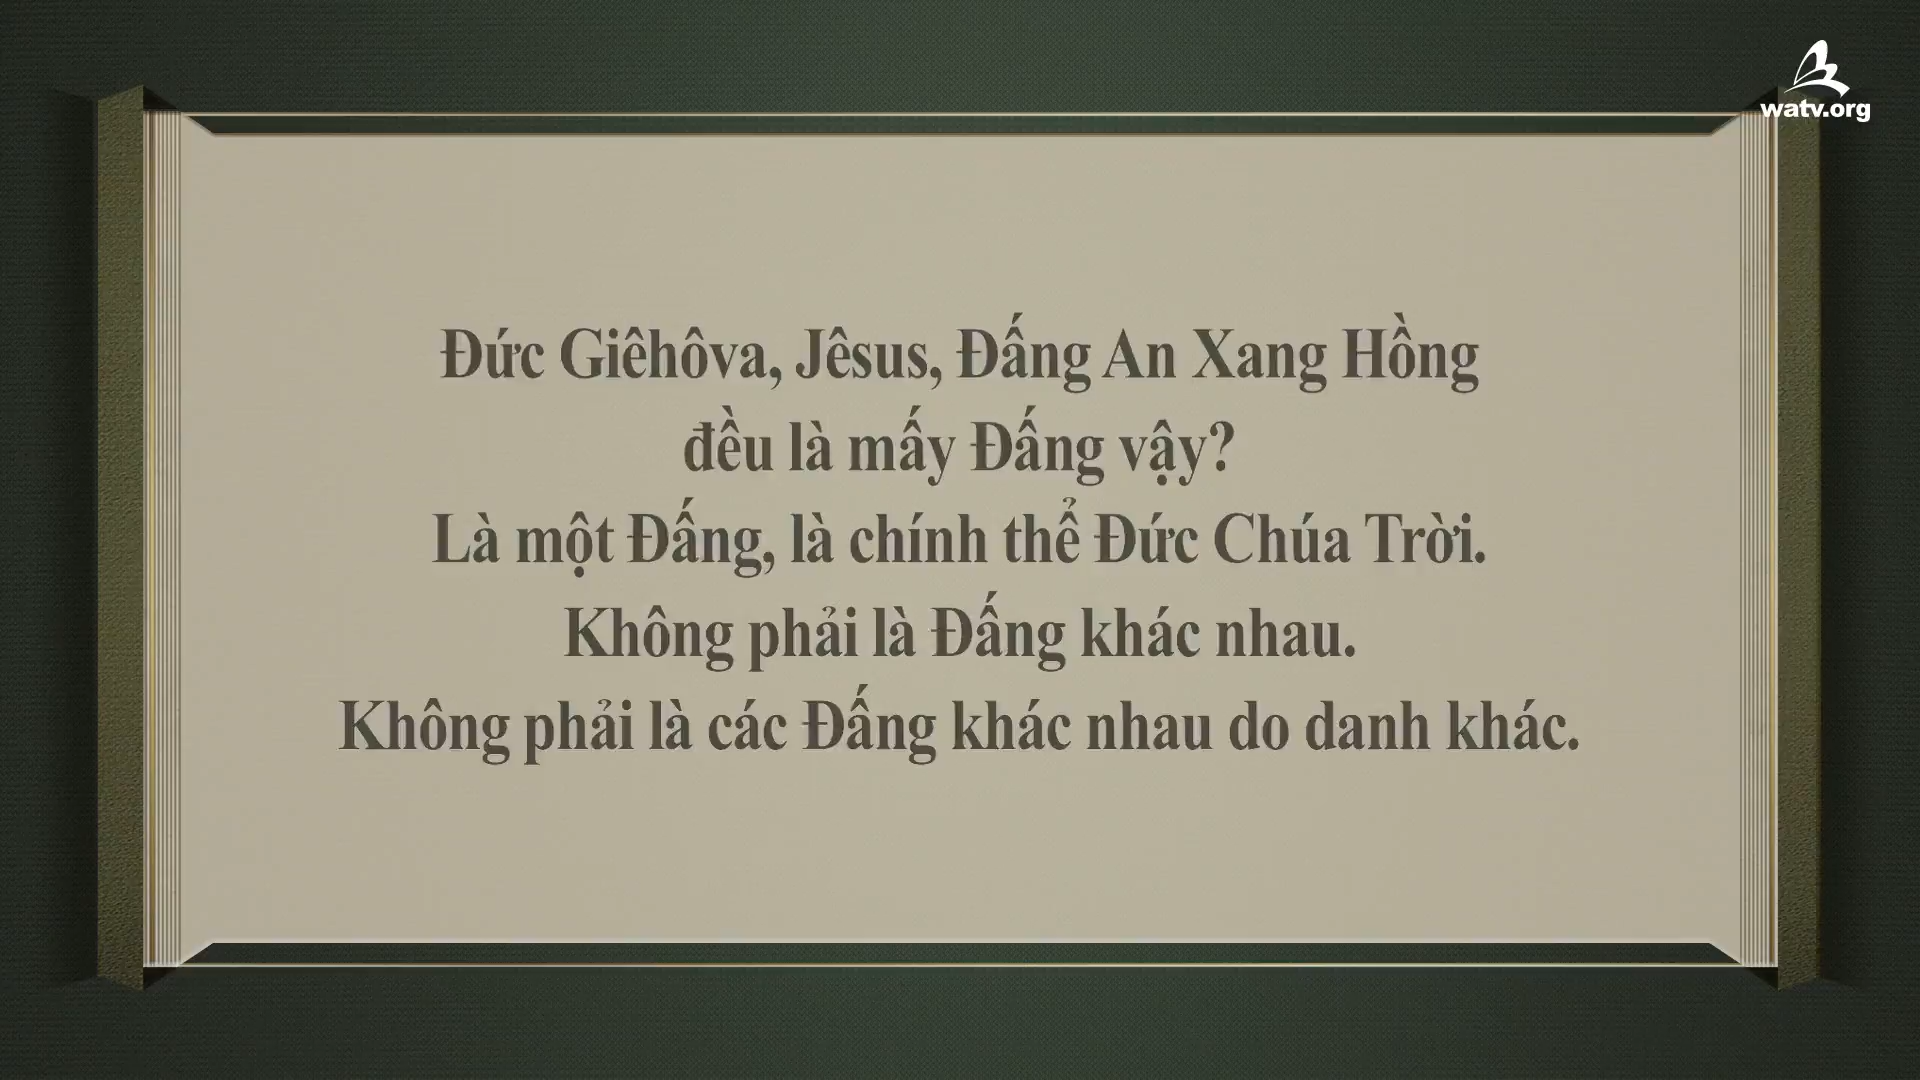 watv.org
Đức Giêhôva, Jêsus, Đấng An Xang Hồng
đều là mấy Đấng vậy?
Là một Đấng, là chính thể Đức Chúa Trời.
Không phải là Đấng khác nhau.
Không phải là các Đấng khác nhau do danh khác.